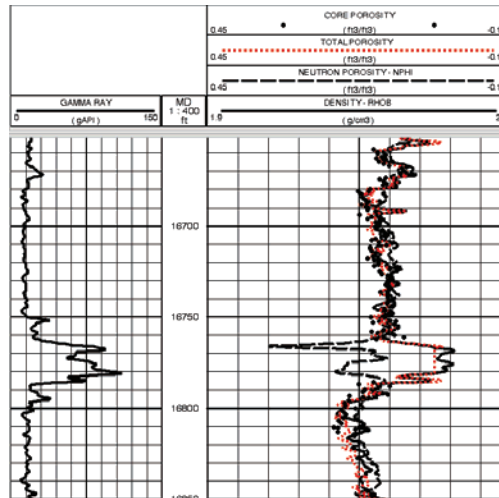 CORE POROSITY
0.45 (ft3/ft3) -0.1
TOTAL POROSITY
0.45 (ft3/ft3) -0.1
NEUTRON POROSITY - NPHI
0.45 (ft3/ft3) -0.1
GAMMA RAY MD DENSITY - RHOB
0 (gAPI) 150 1 : 400 1.9 (g/cm3) 2
ft
16700
16750
16800
16850